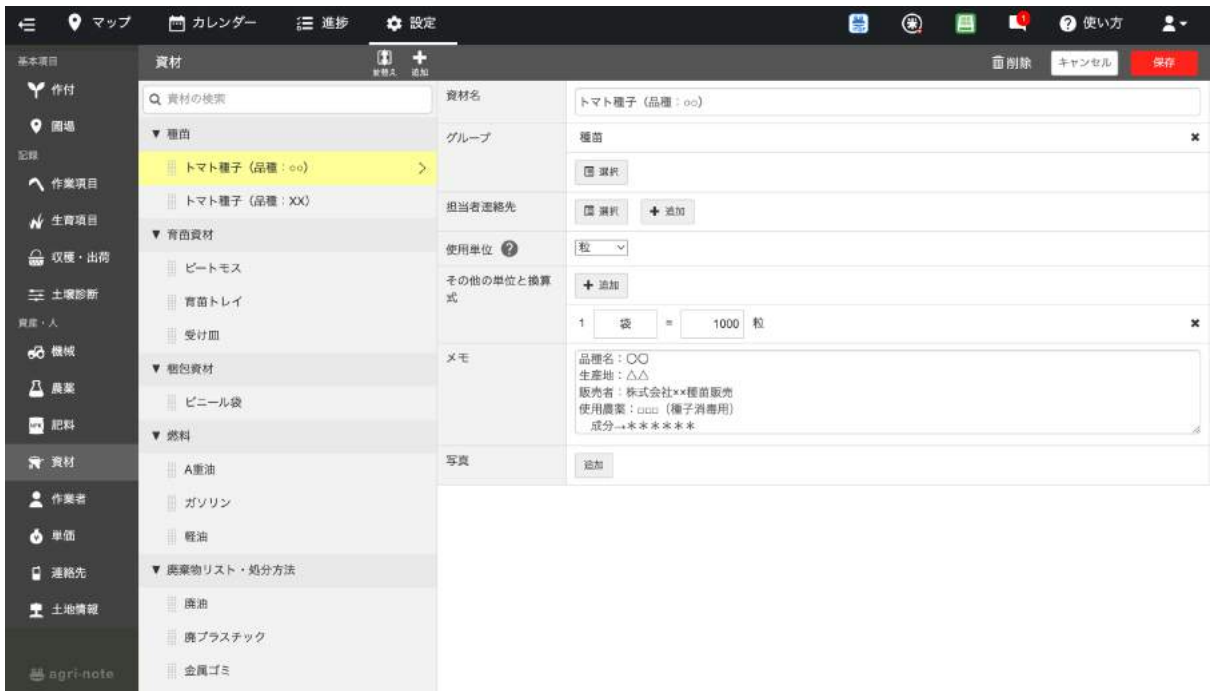 マップ カレンダー 進捗 設定 1 使い方
基本項目
作付
圃場
記録
作業項目
生育項目
収穫・出荷
土壌診断
資産・人
機械
農薬
肥料
資材
作業者
単価
連絡先
土地情報
agri-note
資材 並替え 追加 削除 キャンセル 保存
資材の検索
▼ 種苗
トマト種子（品種：○○）
トマト種子（品種：XX）
▼ 育苗資材
ピートモス
育苗トレイ
受け皿
▼ 梱包資材
ビニール袋
▼ 燃料
A重油
ガソリン
軽油
▼ 廃棄物リスト・処分方法
廃油
廃プラスチック
金属ゴミ
資材名 トマト種子（品種：○○）
グループ 種苗
選択
担当者連絡先 選択 追加
使用単位 粒
その他の単位と換算
式
追加
1 袋 = 1000 粒
メモ
品種名：〇〇
生産地：△△
販売者：株式会社××種苗販売
使用農薬：□□□（種子消毒用）
成分→＊＊＊＊＊＊
写真 追加